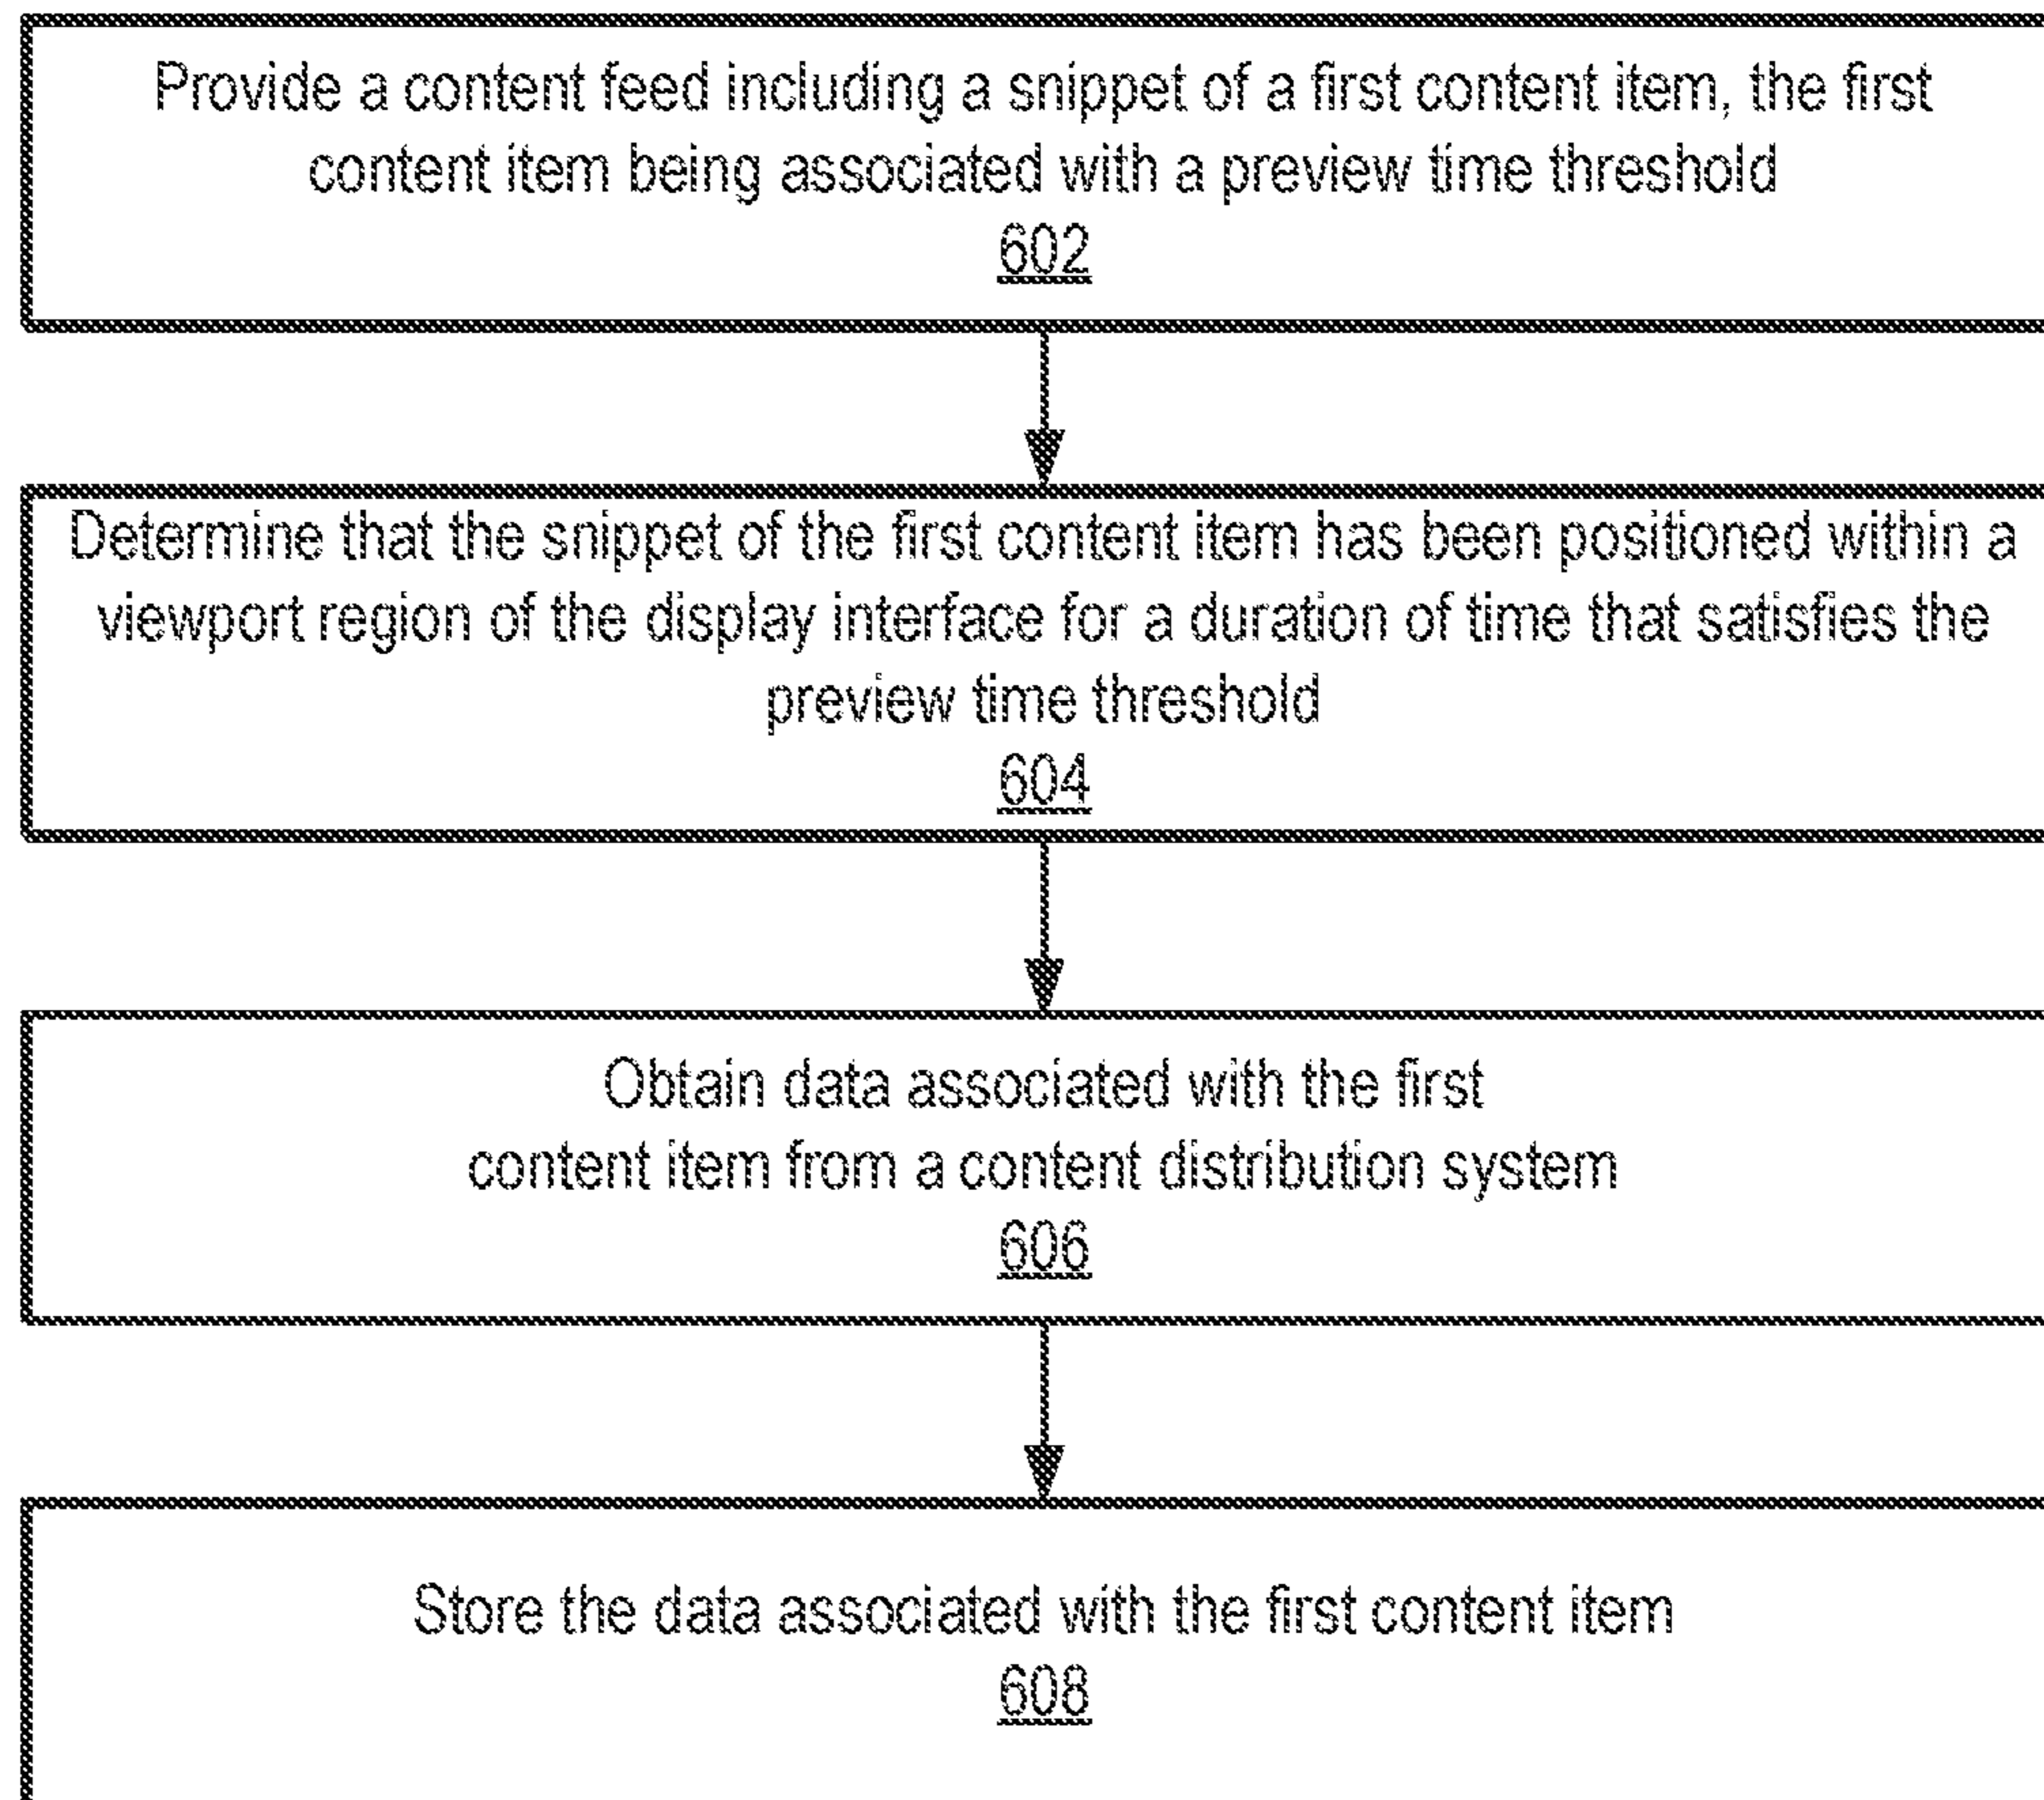 Provide a content feed including a snippet of a first content item, the first
content item being associated with a preview time threshold
602
Determine that the snippet of the first content item has been positioned within a
viewport region of the display interface for a duration of time that satisfies the
preview time threshold
604
Obtain data associated with the first
content item from a content distribution system
606
Store the data associated with the first content item
608